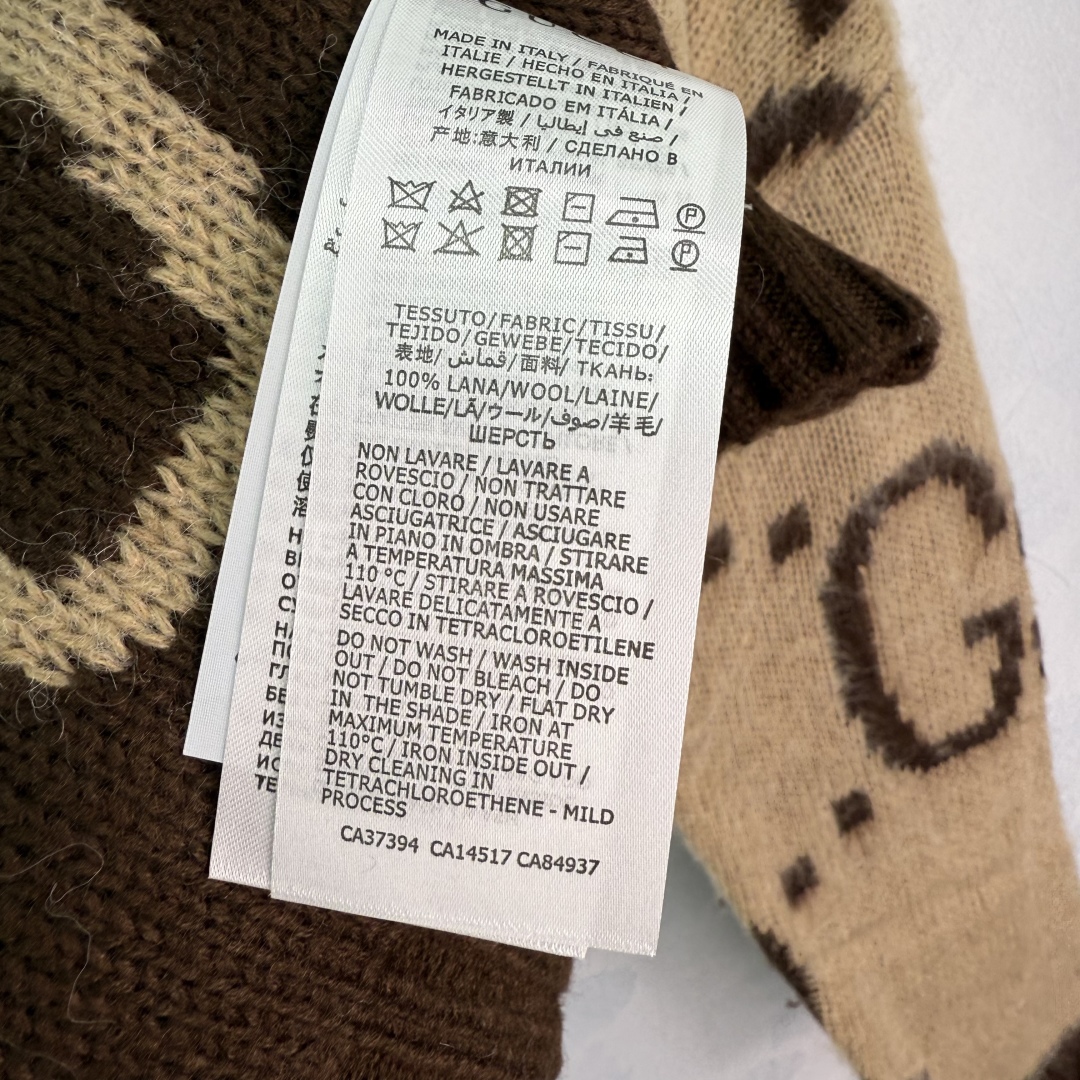 MADE IN ITALY / FABRIQUÉ EN
ITALIE / HECHO EN ITALIA /
HERGESTELLT IN ITALIEN /
FABRICADO EM ITÁLIA /
イタリア製 / صنع في إيطاليا /
产地:意大利 / СДЕЛАНО В
ИТАЛИИ
TESSUTO/FABRIC/TISSU/
TEJIDO/GEWEBE/TECIDO/
表地/ قماش/面料/ ТКАНЬ:
100% LANA/WOOL/LAINE/
WOLLE/LÃ/ウール/صوف/羊毛/
ШЕРСТЬ
NON LAVARE / LAVARE A
ROVESCIO / NON TRATTARE
CON CLORO / NON USARE
ASCIUGATRICE / ASCIUGARE
IN PIANO IN OMBRA / STIRARE
A TEMPERATURA MASSIMA
110 °C / STIRARE A ROVESCIO /
LAVARE DELICATAMENTE A
SECCO IN TETRACLOROETILENE
DO NOT WASH / WASH INSIDE
OUT / DO NOT BLEACH / DO
NOT TUMBLE DRY / FLAT DRY
IN THE SHADE / IRON AT
MAXIMUM TEMPERATURE
110°C / IRON INSIDE OUT /
DRY CLEANING IN
TETRACHLOROETHENE - MILD
PROCESS
CA37394 CA14517 CA84937
G